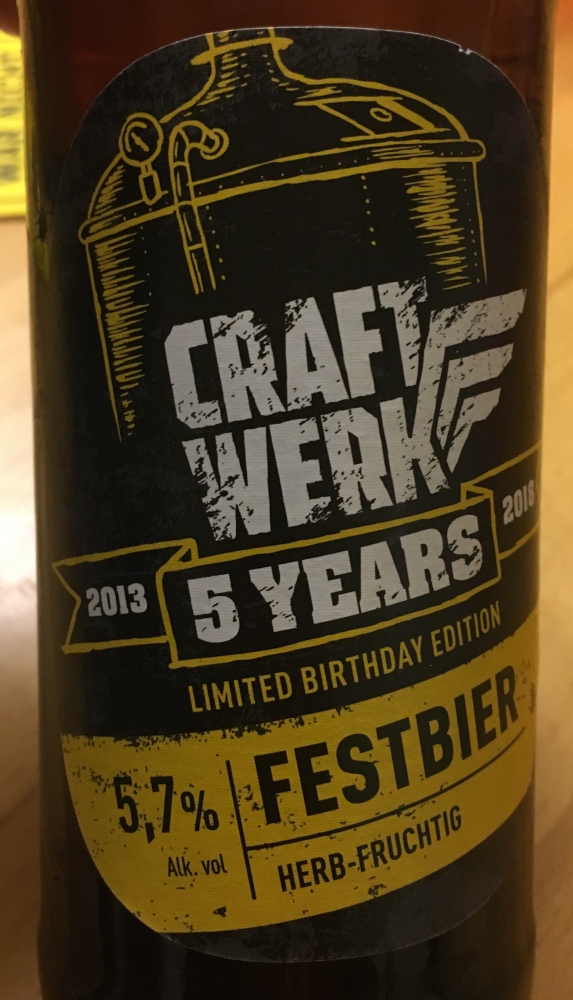 CRAFT
WERK
2013 5 YEARS 2018
LIMITED BIRTHDAY EDITION
5,7% FESTBIER
Alk. vol HERB-FRUCHTIG